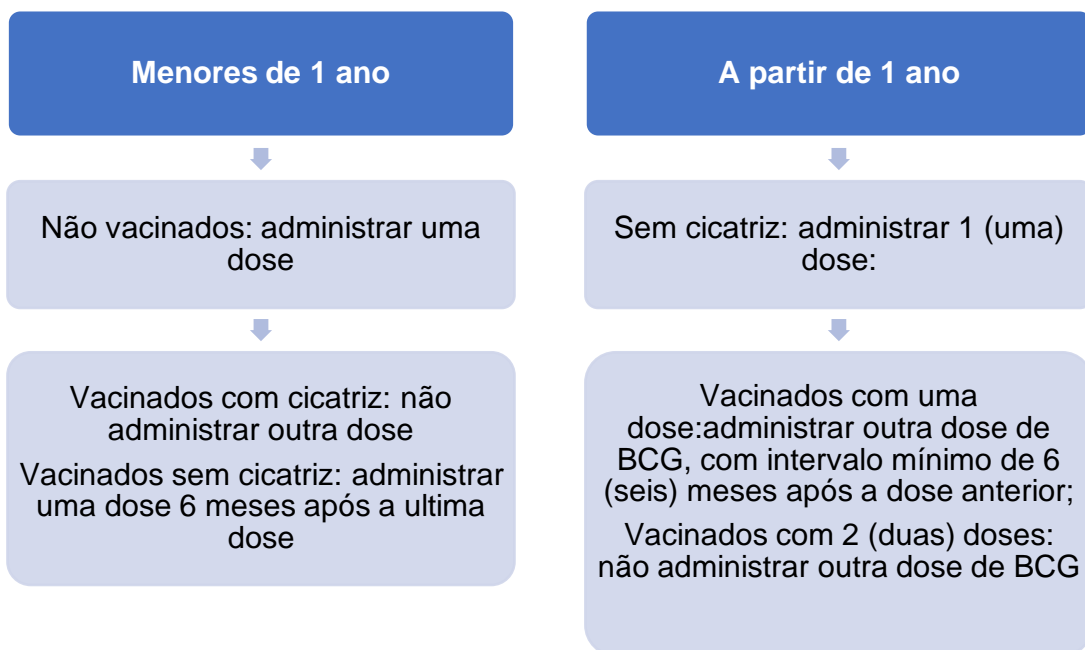 Menores de 1 ano
Não vacinados: administrar uma
dose
Vacinados com cicatriz: não
administrar outra dose
Vacinados sem cicatriz: administrar
uma dose 6 meses após a ultima
dose
A partir de 1 ano
Sem cicatriz: administrar 1 (uma)
dose:
Vacinados com uma
dose:administrar outra dose de
BCG, com intervalo mínimo de 6
(seis) meses após a dose anterior;
Vacinados com 2 (duas) doses:
não administrar outra dose de BCG